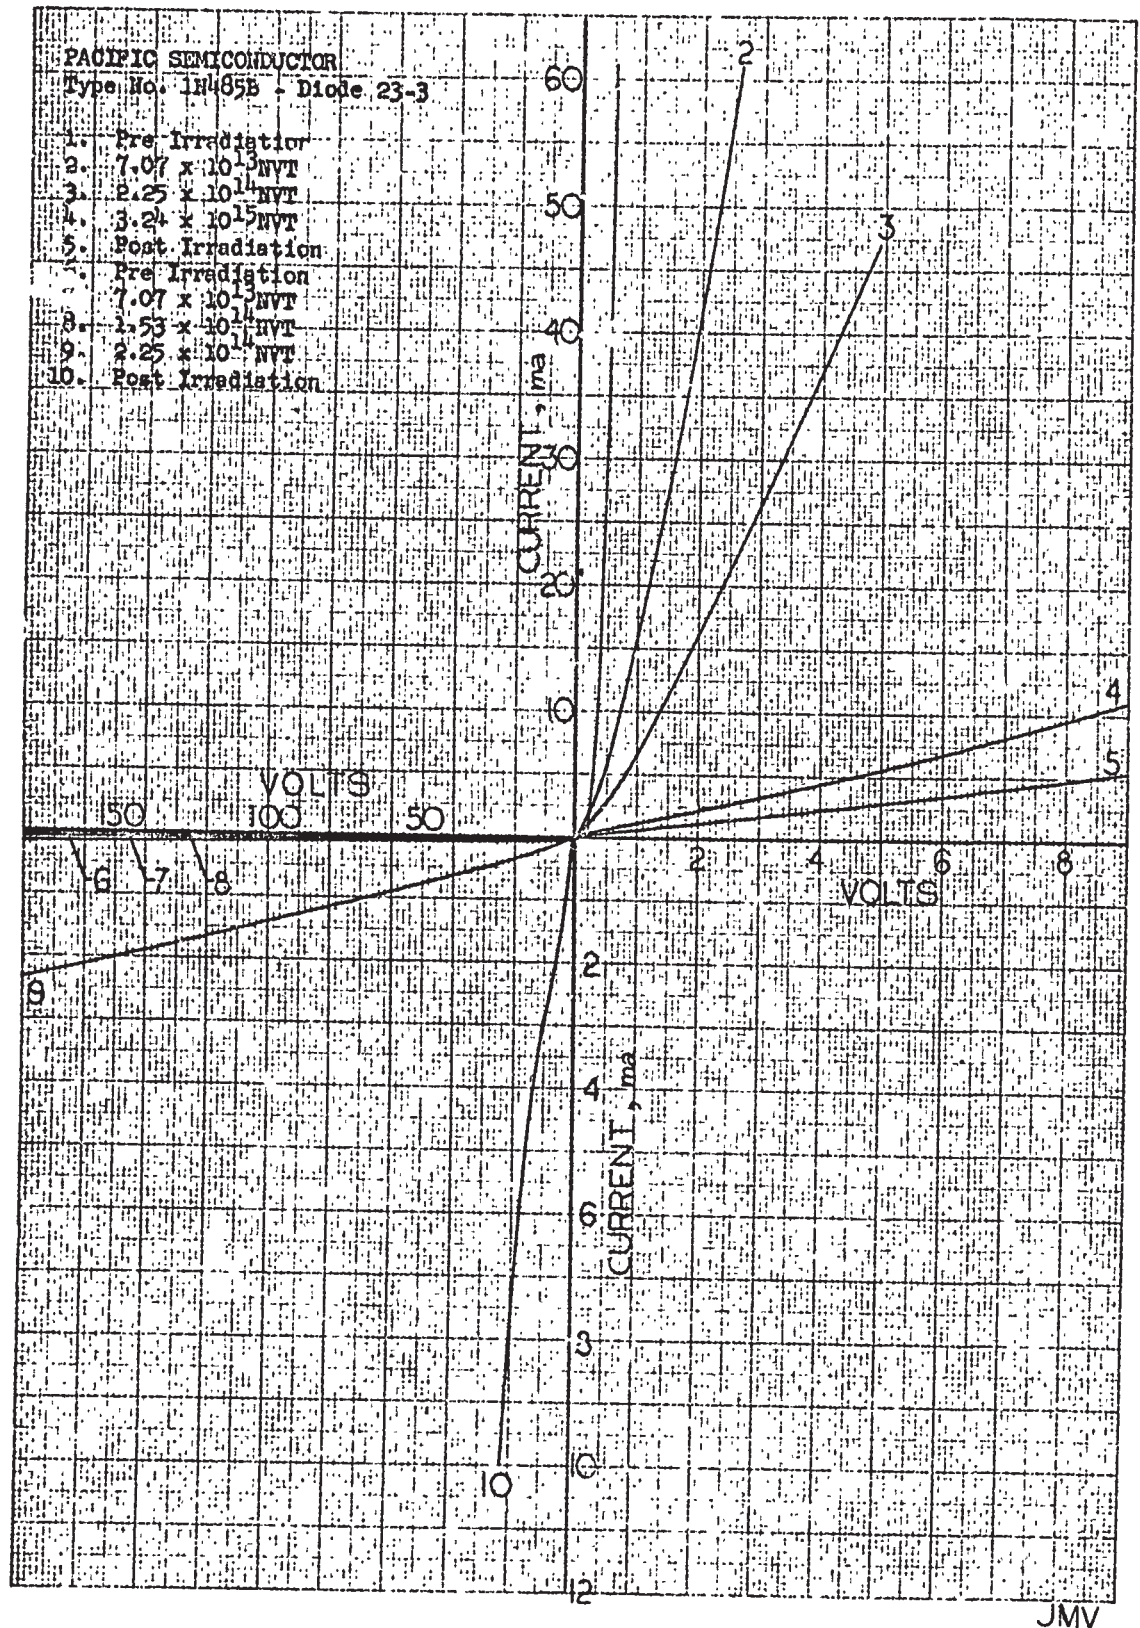 PACIFIC SEMICONDUCTOR
Type No. 1N485B - Diode 23-3
1. Pre Irradiation
2. 7.07 x 10^13 NVT
3. 2.25 x 10^14 NVT
4. 3.24 x 10^15 NVT
5. Post Irradiation
Pre Irradiation
7.07 x 10^13 NVT
8. 1.53 x 10^14 NVT
9. 2.25 x 10^14 NVT
10. Post Irradiation
2
3
4
5
60
50
40
30
20
10
CURRENT, ma
VOLTS
50 100 50
6 7 8
9
10
2 4 6 8
VOLTS
2
4
6
8
10
12
CURRENT, ma
JMV